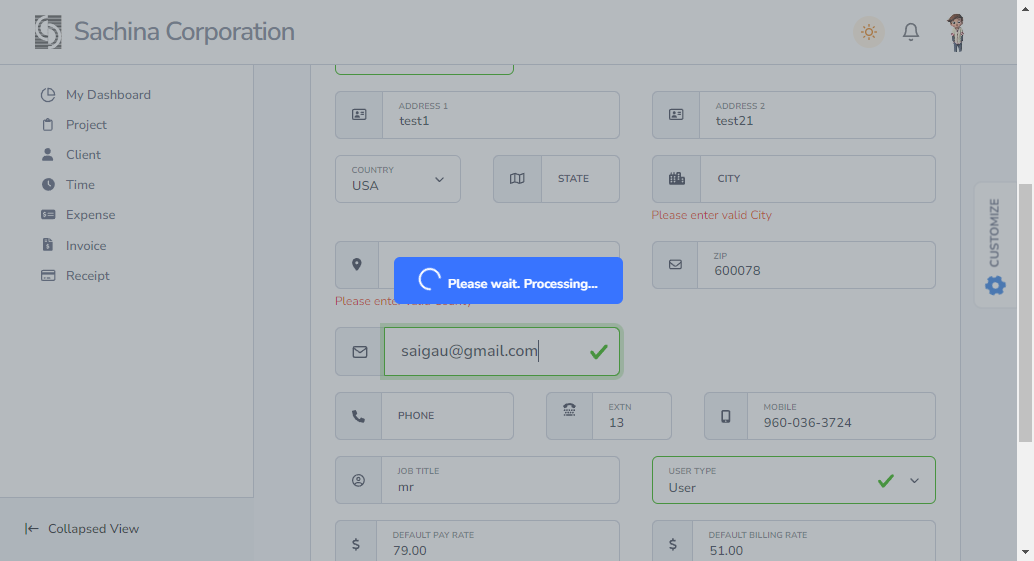 Sachina Corporation
My Dashboard
Project
Client
Time
Expense
Invoice
Receipt
Collapsed View
ADDRESS 1
test1
ADDRESS 2
test21
COUNTRY
USA
STATE
CITY
Please enter valid City
ZIP
600078
Please wait. Processing...
Please enter valid County
saigau@gmail.com
PHONE
EXTN
13
MOBILE
960-036-3724
JOB TITLE
mr
USER TYPE
User
DEFAULT PAY RATE
$ 79.00
DEFAULT BILLING RATE
$ 51.00
CUSTOMIZE